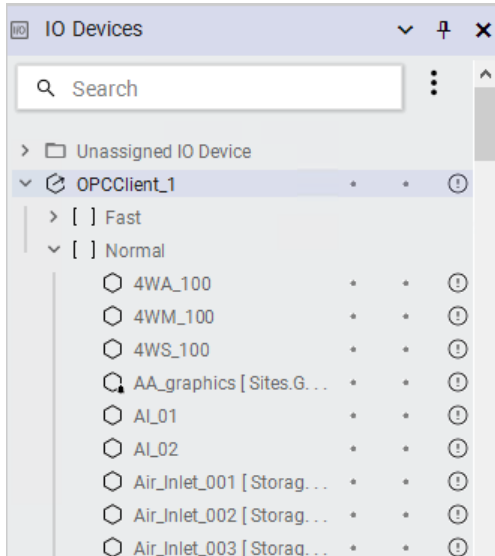 I/O IO Devices
Search
Unassigned IO Device
OPCClient_1
[ ] Fast
[ ] Normal
4WA_100
4WM_100
4WS_100
AA_graphics [ Sites.G. . .
AI_01
AI_02
Air_Inlet_001 [ Storag. . .
Air_Inlet_002 [ Storag. . .
Air_Inlet_003 [ Storag. . .